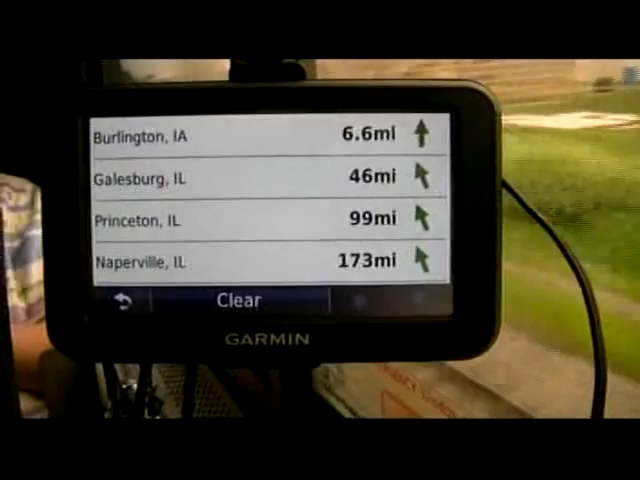 Burlington, IA 6.6mi
Galesburg, IL 46mi
Princeton, IL 99mi
Naperville, IL 173mi
Clear
GARMIN